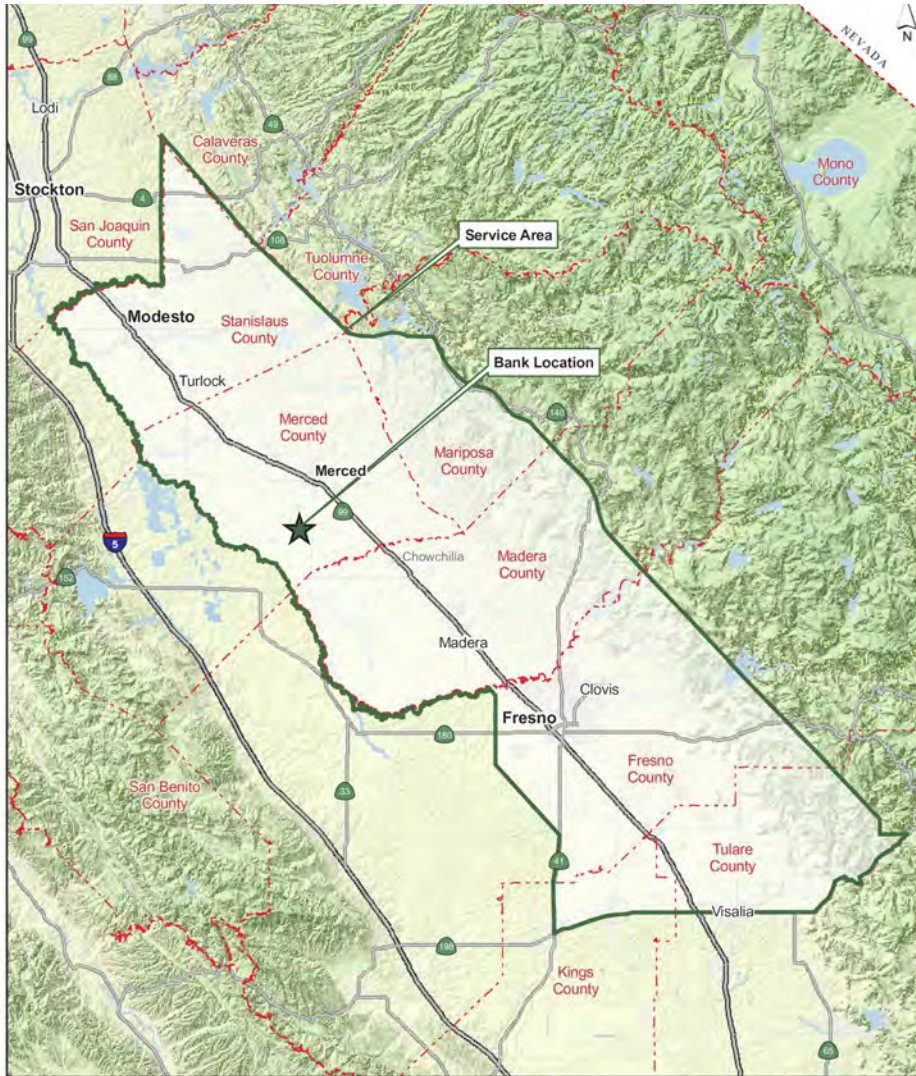 NEVADA
N
99
88
Lodi
49
Calaveras
County
Mono
County
Stockton
4
San Joaquin
County
108
Service Area
Tuolumne
County
Modesto
Stanislaus
County
Bank Location
Turlock
140
Merced
County
Mariposa
County
Merced
99
5
Chowchilla
Madera
County
152
Madera
Clovis
Fresno
180
Fresno
County
San Benito
County
33
41
Tulare
County
Visalia
198
Kings
County
65